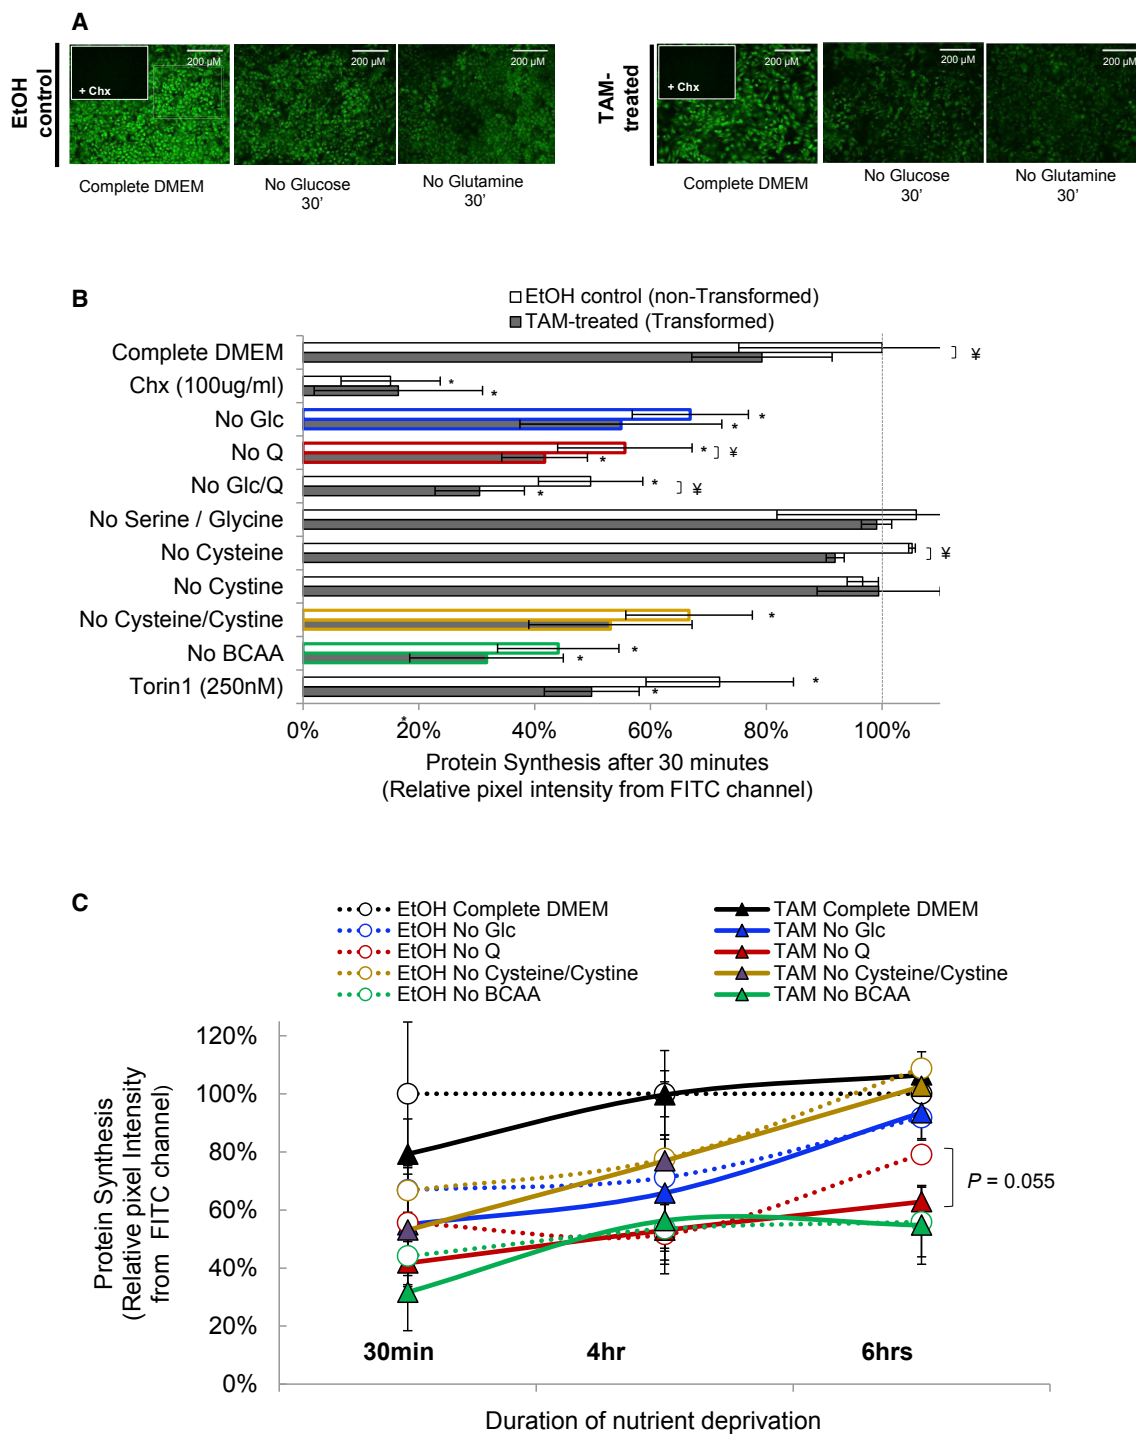 A
EtOH
control
200 µM
+ Chx
200 µM
200 µM
Complete DMEM
No Glucose
30'
No Glutamine
30'
TAM-
treated
200 µM
+ Chx
200 µM
200 µM
Complete DMEM
No Glucose
30'
No Glutamine
30'
B
EtOH control (non-Transformed)
TAM-treated (Transformed)
Complete DMEM
¥
Chx (100ug/ml)
*
*
No Glc
*
*
No Q
*
¥
*
No Glc/Q
*
¥
*
No Serine / Glycine
No Cysteine
¥
No Cystine
No Cysteine/Cystine
*
No BCAA
*
*
Torin1 (250nM)
*
*
*
0% 20% 40% 60% 80% 100%
Protein Synthesis after 30 minutes
(Relative pixel intensity from FITC channel)
C
EtOH Complete DMEM
EtOH No Glc
EtOH No Q
EtOH No Cysteine/Cystine
EtOH No BCAA
TAM Complete DMEM
TAM No Glc
TAM No Q
TAM No Cysteine/Cystine
TAM No BCAA
Protein Synthesis
(Relative pixel Intensity
from FITC channel)
120%
100%
80%
60%
40%
20%
0%
P = 0.055
30min 4hr 6hrs
Duration of nutrient deprivation